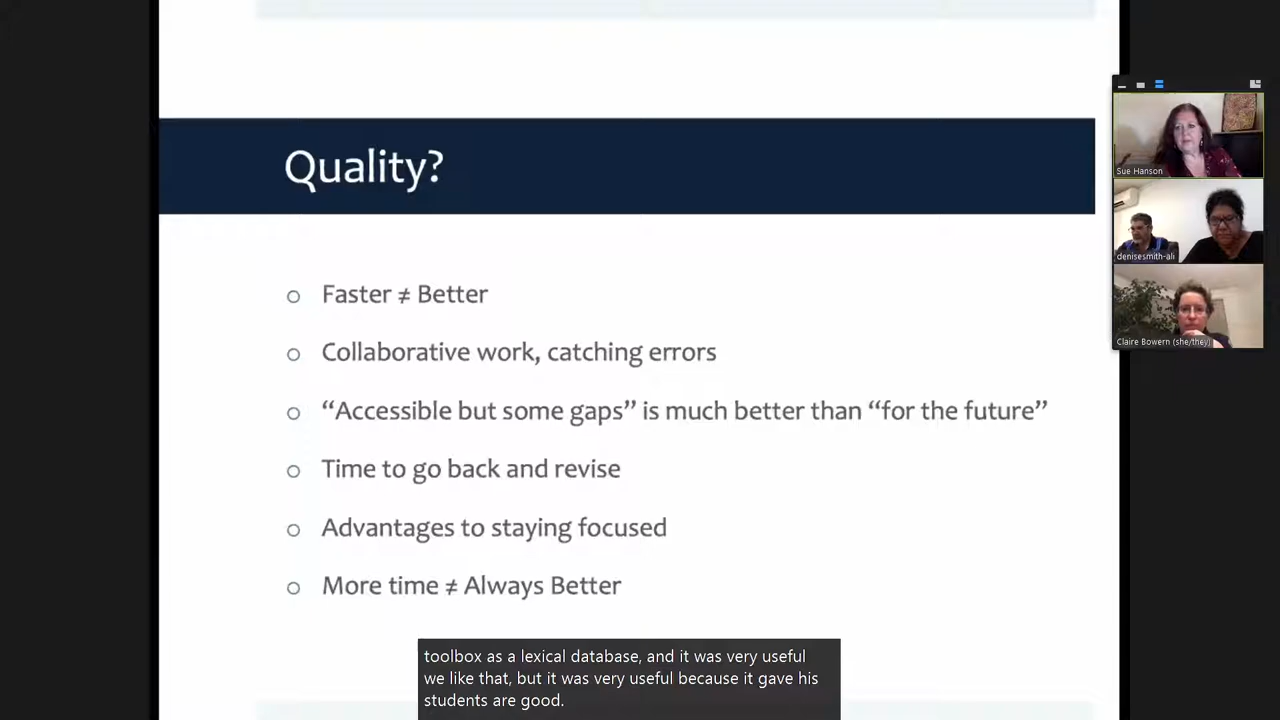 Quality?
Faster ≠ Better
Collaborative work, catching errors
“Accessible but some gaps” is much better than “for the future”
Time to go back and revise
Advantages to staying focused
More time ≠ Always Better
toolbox as a lexical database, and it was very useful
we like that, but it was very useful because it gave his
students are good.
Sue Hanson
denisesmith-ali
Claire Bowern (she/they)